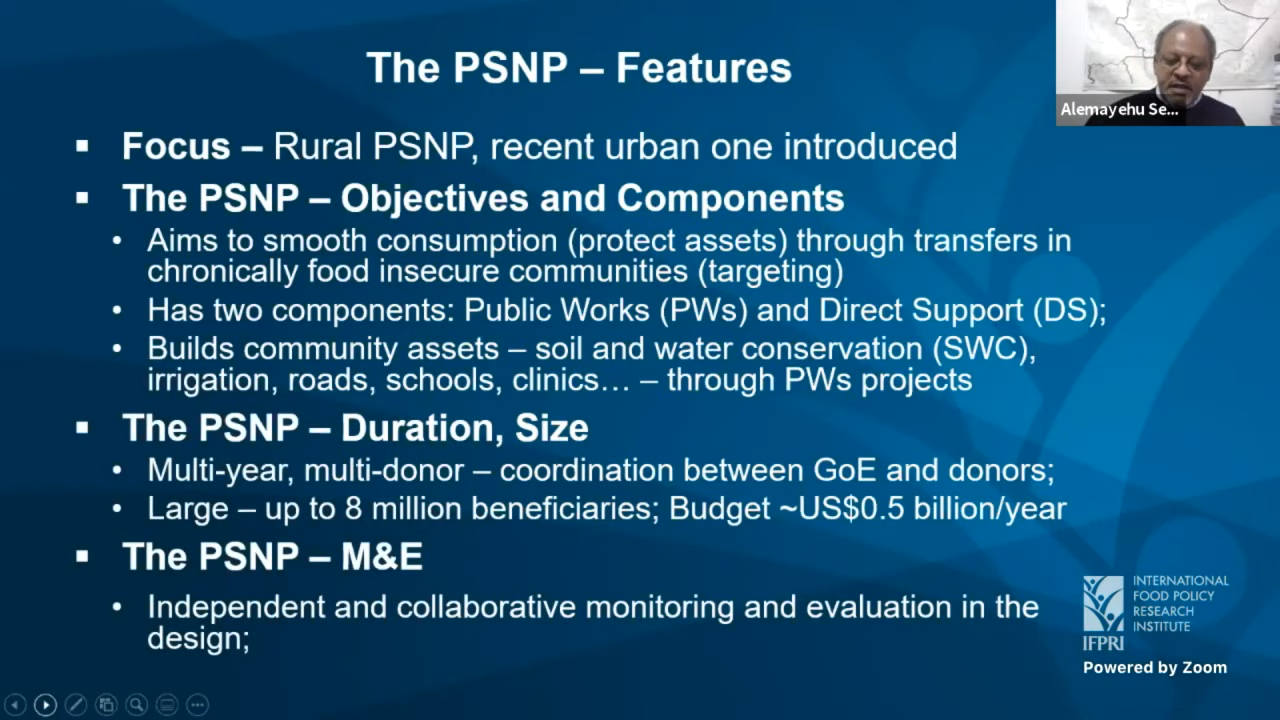 The PSNP – Features
Alemayehu Se...
▪ Focus – Rural PSNP, recent urban one introduced
▪ The PSNP – Objectives and Components
• Aims to smooth consumption (protect assets) through transfers in
chronically food insecure communities (targeting)
• Has two components: Public Works (PWs) and Direct Support (DS);
• Builds community assets – soil and water conservation (SWC),
irrigation, roads, schools, clinics… – through PWs projects
▪ The PSNP – Duration, Size
• Multi-year, multi-donor – coordination between GoE and donors;
• Large – up to 8 million beneficiaries; Budget ~US$0.5 billion/year
▪ The PSNP – M&E
• Independent and collaborative monitoring and evaluation in the
design;
INTERNATIONAL
FOOD POLICY
RESEARCH
INSTITUTE
IFPRI
Powered by Zoom